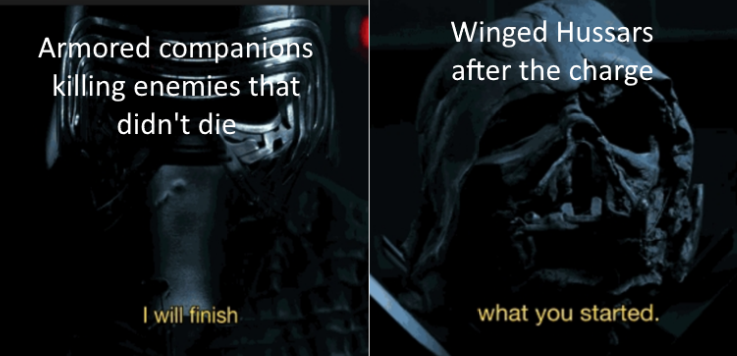 Armored companions
killing enemies that
didn't die
I will finish
Winged Hussars
after the charge
what you started.